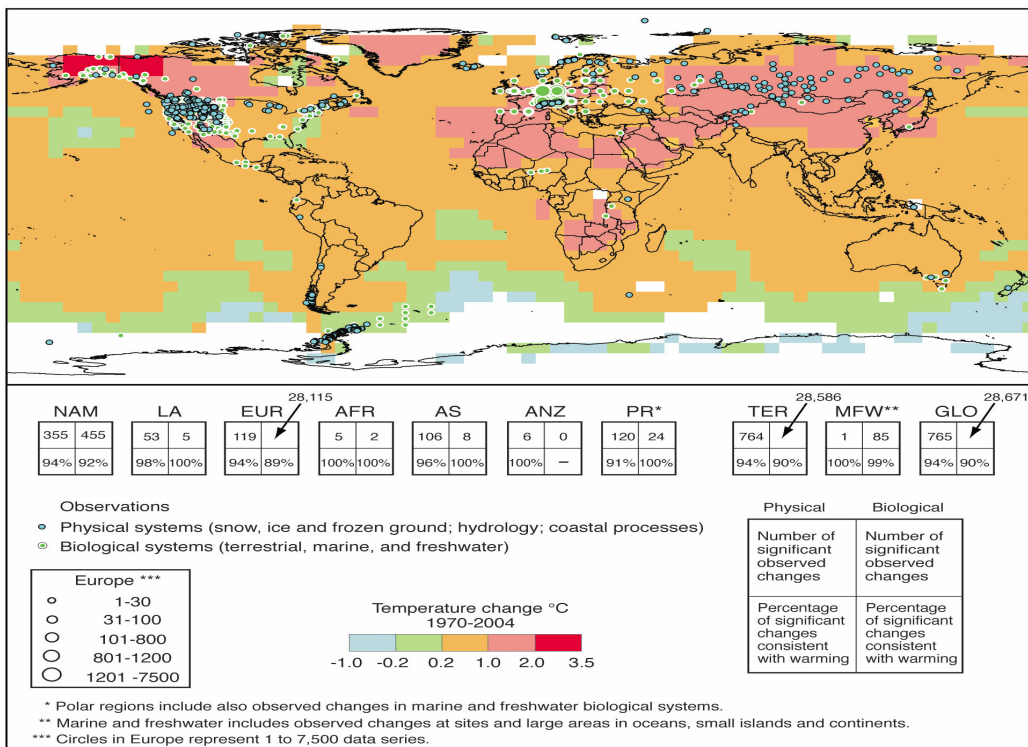 28,115
28,586
28,671
NAM LA EUR AFR AS ANZ PR* TER MFW** GLO
355 455 53 5 119 5 2 106 8 6 0 120 24 764 1 85 765
94% 92% 98% 100% 94% 89% 100% 100% 96% 100% 100% – 91% 100% 94% 90% 100% 99% 94% 90%
Observations
Physical systems (snow, ice and frozen ground; hydrology; coastal processes)
Biological systems (terrestrial, marine, and freshwater)
Europe ***
1-30
31-100
101-800
801-1200
1201 -7500
Temperature change °C
1970-2004
-1.0 -0.2 0.2 1.0 2.0 3.5
Physical Biological
Number of
significant
observed
changes
Number of
significant
observed
changes
Percentage
of significant
changes
consistent
with warming
Percentage
of significant
changes
consistent
with warming
* Polar regions include also observed changes in marine and freshwater biological systems.
** Marine and freshwater includes observed changes at sites and large areas in oceans, small islands and continents.
*** Circles in Europe represent 1 to 7,500 data series.